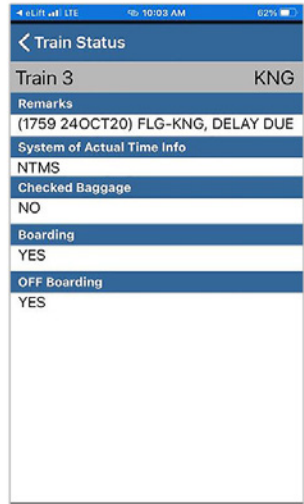 eLift LTE 10:03 AM 62%
Train Status
Train 3 KNG
Remarks
(1759 24OCT20) FLG-KNG, DELAY DUE
System of Actual Time Info
NTMS
Checked Baggage
NO
Boarding
YES
OFF Boarding
YES